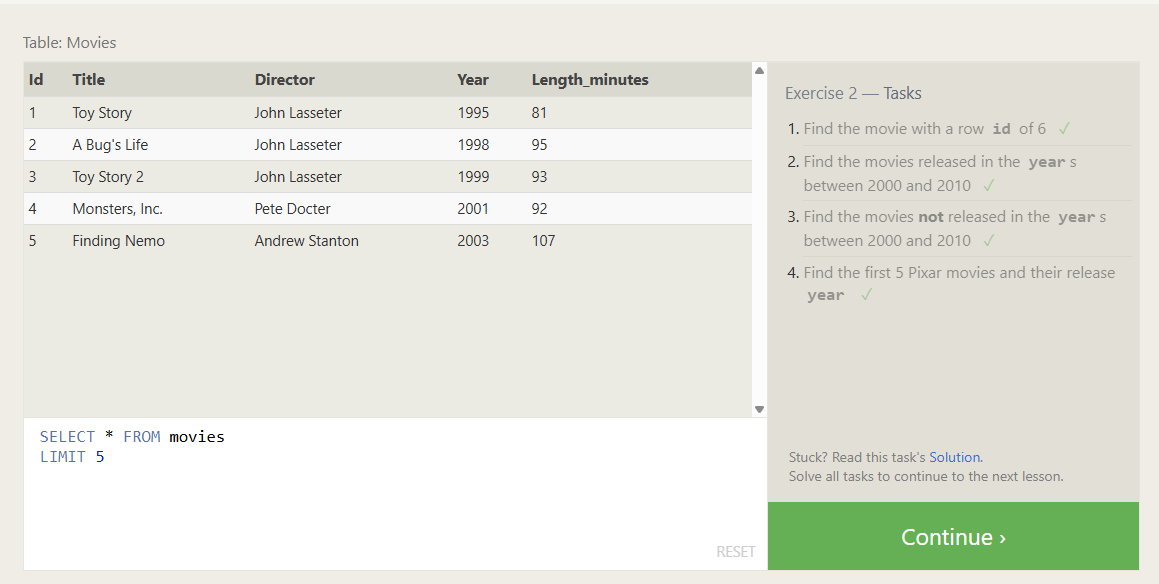 Table: Movies
Id Title Director Year Length_minutes
1 Toy Story John Lasseter 1995 81
2 A Bug's Life John Lasseter 1998 95
3 Toy Story 2 John Lasseter 1999 93
4 Monsters, Inc. Pete Docter 2001 92
5 Finding Nemo Andrew Stanton 2003 107
SELECT * FROM movies
LIMIT 5
RESET
Exercise 2 — Tasks
1. Find the movie with a row id of 6 ✓
2. Find the movies released in the year s
between 2000 and 2010 ✓
3. Find the movies not released in the year s
between 2000 and 2010 ✓
4. Find the first 5 Pixar movies and their release
year ✓
Stuck? Read this task's Solution.
Solve all tasks to continue to the next lesson.
Continue ›